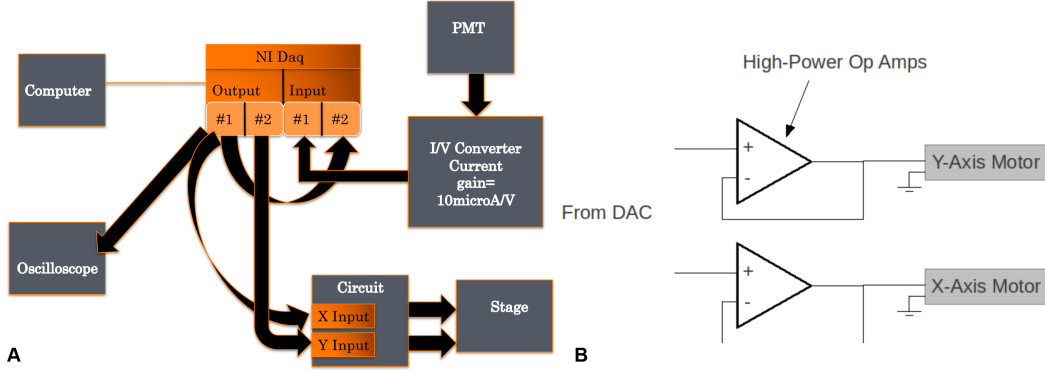 PMT
NI Daq
Computer
Output
Input
#1
#2
#1
#2
I/V Converter
Current
gain=
10microA/V
Oscilloscope
Circuit
X Input
Y Input
Stage
A
High-Power Op Amps
+
-
Y-Axis Motor
From DAC
+
-
X-Axis Motor
B